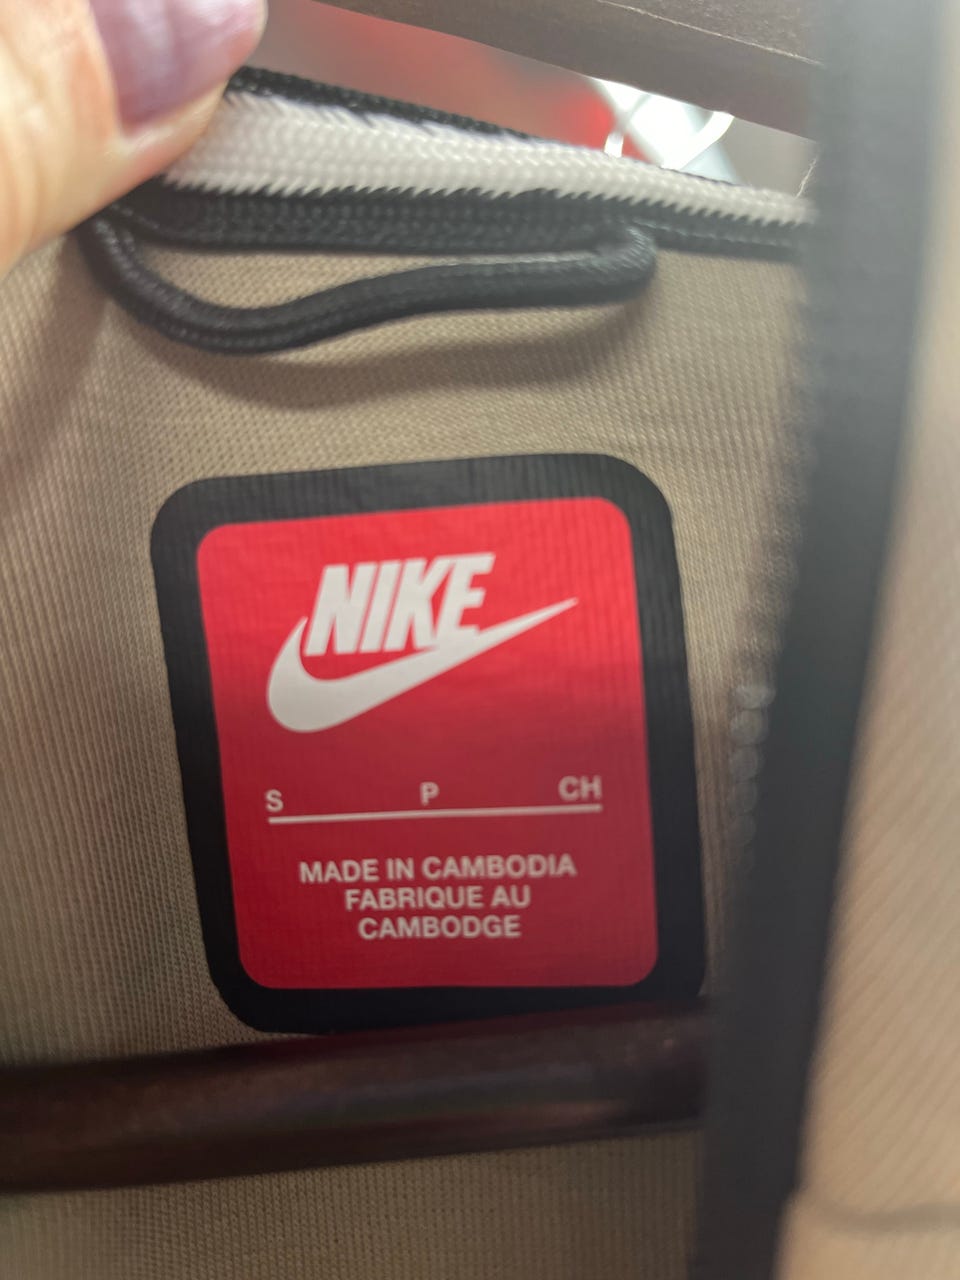 NIKE
S P CH
MADE IN CAMBODIA
FABRIQUE AU
CAMBODGE